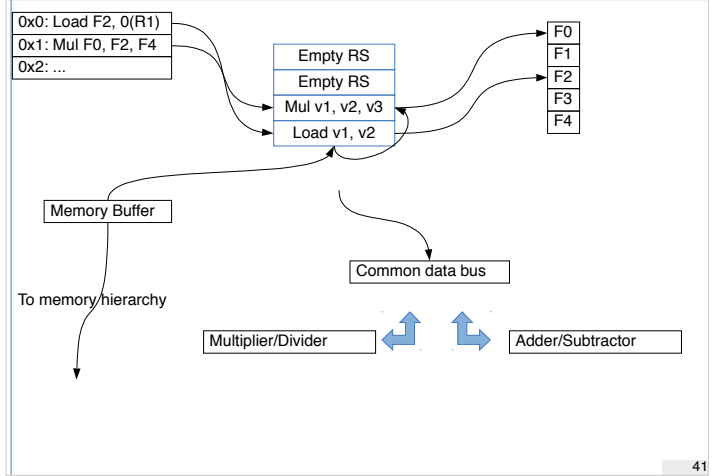 0x0: Load F2, 0(R1)
0x1: Mul F0, F2, F4
0x2: ...
Empty RS
Empty RS
Mul v1, v2, v3
Load v1, v2
F0
F1
F2
F3
F4
Memory Buffer
Common data bus
To memory hierarchy
Multiplier/Divider
Adder/Subtractor
41